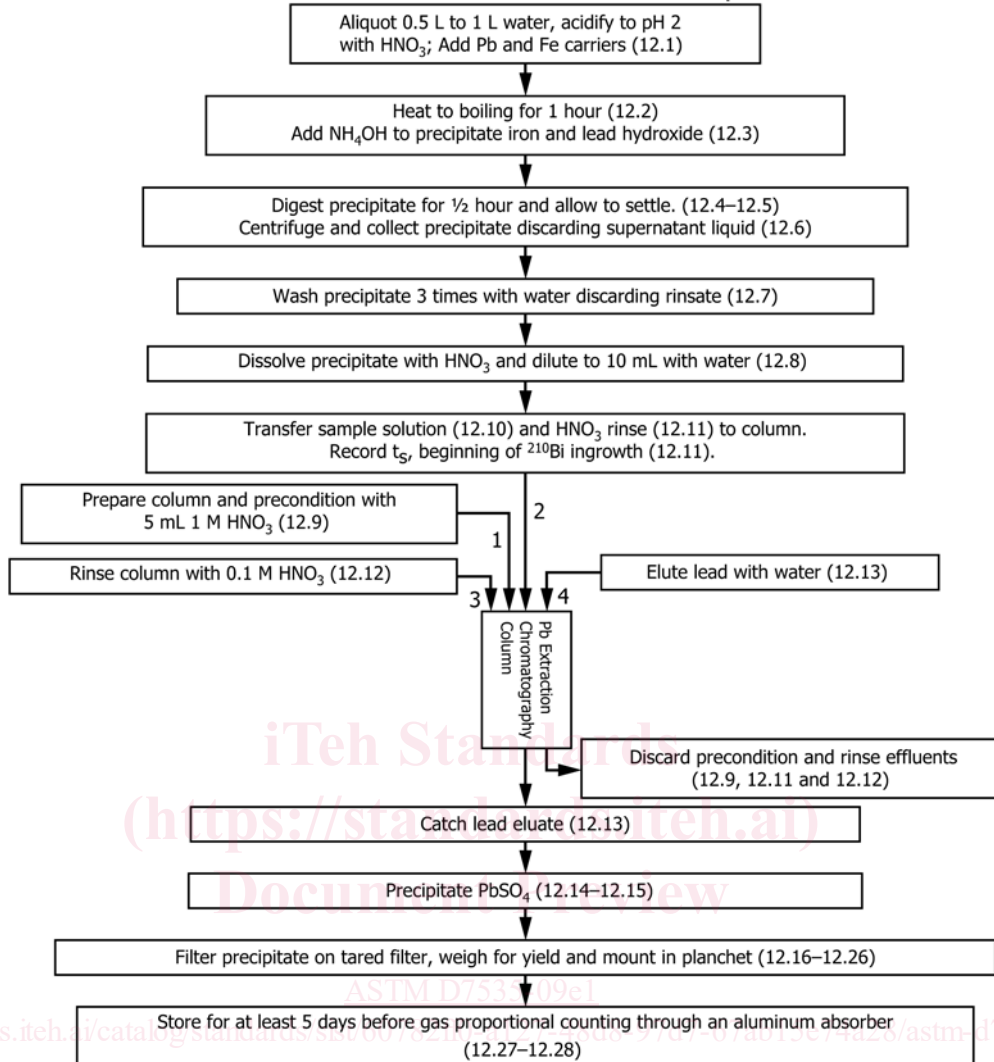 Aliquot 0.5 L to 1 L water, acidify to pH 2
with HNO₃; Add Pb and Fe carriers (12.1)
Heat to boiling for 1 hour (12.2)
Add NH₄OH to precipitate iron and lead hydroxide (12.3)
Digest precipitate for ½ hour and allow to settle. (12.4–12.5)
Centrifuge and collect precipitate discarding supernatant liquid (12.6)
Wash precipitate 3 times with water discarding rinsate (12.7)
Dissolve precipitate with HNO₃ and dilute to 10 mL with water (12.8)
Transfer sample solution (12.10) and HNO₃ rinse (12.11) to column.
Record tₛ, beginning of ²¹⁰Bi ingrowth (12.11).
Prepare column and precondition with
5 mL 1 M HNO₃ (12.9)
1
2
Rinse column with 0.1 M HNO₃ (12.12)
3
Elute lead with water (12.13)
4
Pb Extraction
Chromatography
Column
iTeh Standards
Discard precondition and rinse effluents
(12.9, 12.11 and 12.12)
(https://standards.iteh.ai)
Catch lead eluate (12.13)
Document Preview
Precipitate PbSO₄ (12.14–12.15)
Filter precipitate on tared filter, weigh for yield and mount in planchet (12.16–12.26)
ASTM D7535-09e1
Store for at least 5 days before gas proportional counting through an aluminum absorber
(12.27–12.28)